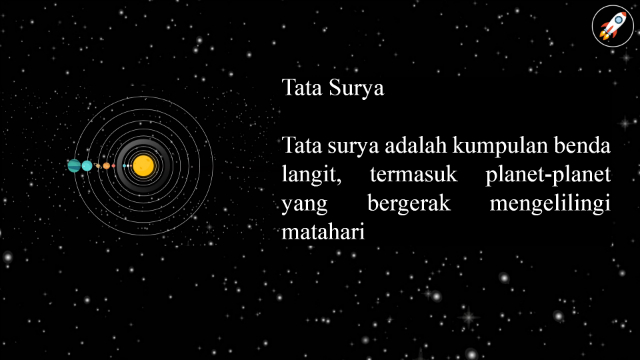 Tata Surya
Tata surya adalah kumpulan benda
langit, termasuk planet-planet
yang bergerak mengelilingi
matahari